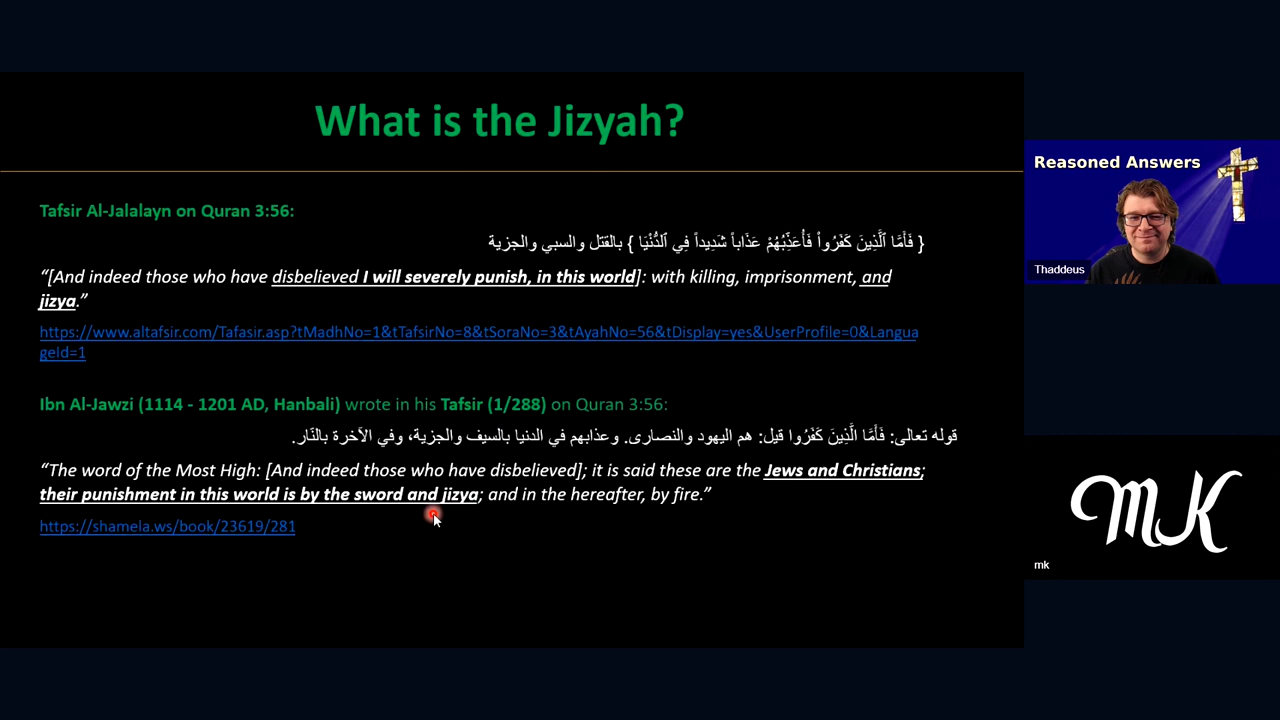 What is the Jizyah?
Tafsir Al-Jalalayn on Quran 3:56:
{ فَأَمَّا ٱلَّذِينَ كَفَرُواْ فَأُعَذِّبُهُمْ عَذَاباً شَدِيداً فِي ٱلدُّنْيَا } بالقتل والسبي والجزية
“[And indeed those who have disbelieved I will severely punish, in this world]: with killing, imprisonment, and
jizya.”
https://www.altafsir.com/Tafasir.asp?tMadhNo=1&tTafsirNo=8&tSoraNo=3&tAyahNo=56&tDisplay=yes&UserProfile=0&Langua
geId=1
Ibn Al-Jawzi (1114 - 1201 AD, Hanbali) wrote in his Tafsir (1/288) on Quran 3:56:
قوله تعالى: فَأَمَّا الَّذِينَ كَفَرُوا قيل: هم اليهود والنصارى. وعذابهم في الدنيا بالسيف والجزية، وفي الآخرة بالنّار.
“The word of the Most High: [And indeed those who have disbelieved]; it is said these are the Jews and Christians;
their punishment in this world is by the sword and jizya; and in the hereafter, by fire.”
https://shamela.ws/book/23619/281
Reasoned Answers
Thaddeus
MK
mk